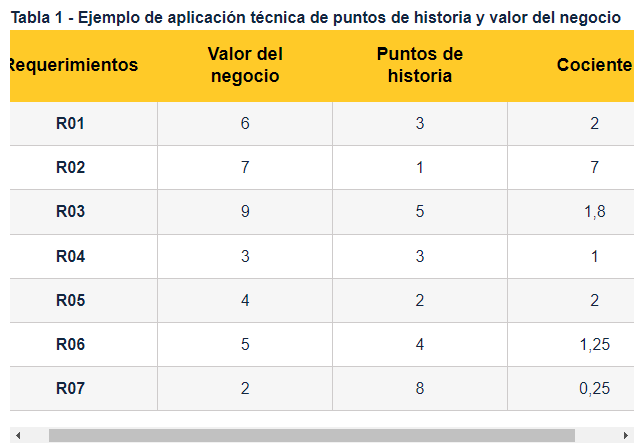 Tabla 1 - Ejemplo de aplicación técnica de puntos de historia y valor del negocio
Requerimientos Valor del negocio Puntos de historia Cociente
R01 6 3 2
R02 7 1 7
R03 9 5 1,8
R04 3 3 1
R05 4 2 2
R06 5 4 1,25
R07 2 8 0,25